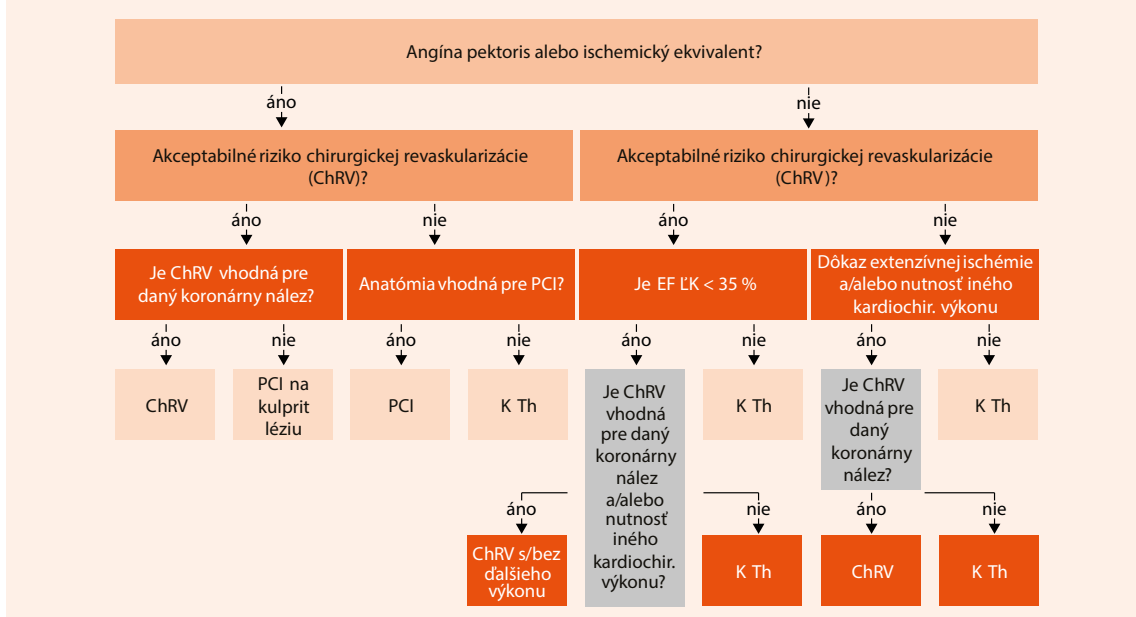 Angína pektoris alebo ischemický ekvivalent?
áno
nie
Akceptabilné riziko chirurgickej revaskularizácie
(ChRV)?
Akceptabilné riziko chirurgickej revaskularizácie
(ChRV)?
áno
nie
áno
nie
Je ChRV vhodná pre
daný koronárny nález?
Anatómia vhodná pre PCI?
Je EF ĽK < 35 %
Dôkaz extenzívnej ischémie
a/alebo nutnosť iného
kardiochir. výkonu
áno
nie
áno
nie
áno
nie
áno
nie
ChRV
PCI na
kulprit
léziu
PCI
K Th
Je ChRV
vhodná
pre daný
koronárny
nález
a/alebo
nutnosť
iného
kardiochir.
výkonu?
K Th
Je ChRV
vhodná pre
daný
koronárny
nález?
K Th
áno
nie
áno
nie
ChRV s/bez
ďalšieho
výkonu
K Th
ChRV
K Th